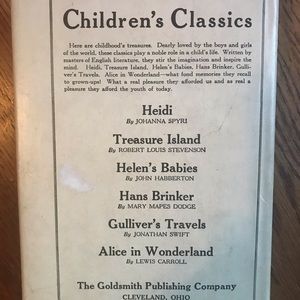 Children's Classics
Here are childhood's treasures. Dearly loved by the boys and girls
of the world, these classics play a noble role in a child's life. Written by
masters of English literature, they stir the imagination and inspire the
mind. Heidi, Treasure Island, Helen's Babies, Hans Brinker, Gulli-
ver's Travels, Alice in Wonderland—what fond memories they recall
to grown-ups! What a real pleasure they afforded us and as real a
pleasure they afford the youth of today.
Heidi
By JOHANNA SPYRI
Treasure Island
By ROBERT LOUIS STEVENSON
Helen's Babies
By JOHN HABBERTON
Hans Brinker
By MARY MAPES DODGE
Gulliver's Travels
By JONATHAN SWIFT
Alice in Wonderland
By LEWIS CARROLL
The Goldsmith Publishing Company
CLEVELAND, OHIO